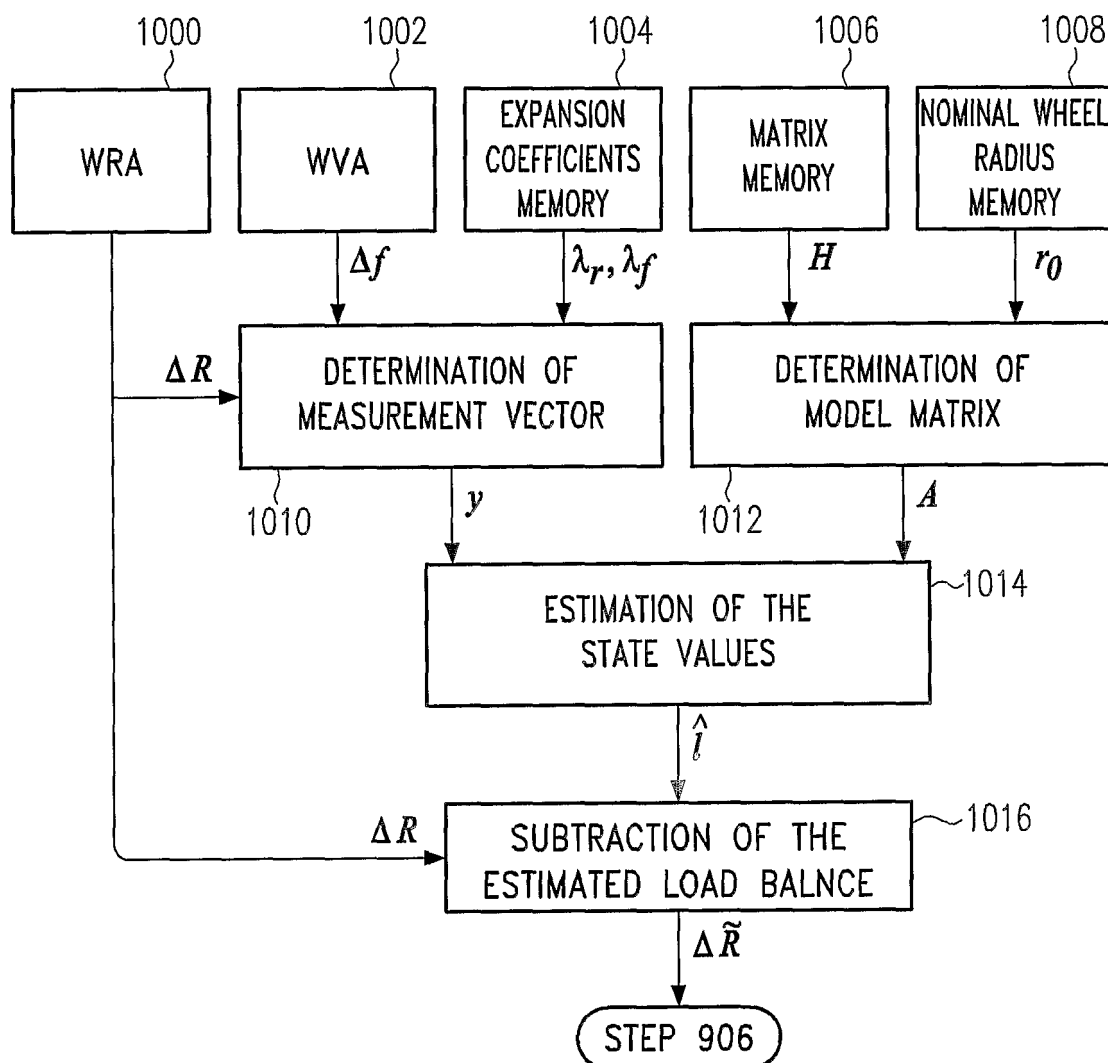 1000
1002
1004
1006
1008
WRA
WVA
EXPANSION
COEFFICIENTS
MEMORY
MATRIX
MEMORY
NOMINAL WHEEL
RADIUS
MEMORY
Δf
λr, λf
H
r0
ΔR
DETERMINATION OF
MEASUREMENT VECTOR
DETERMINATION OF
MODEL MATRIX
1010
y
1012
A
ESTIMATION OF THE
STATE VALUES
1014
l̂
ΔR
SUBTRACTION OF THE
ESTIMATED LOAD BALNCE
1016
ΔR̃
STEP 906